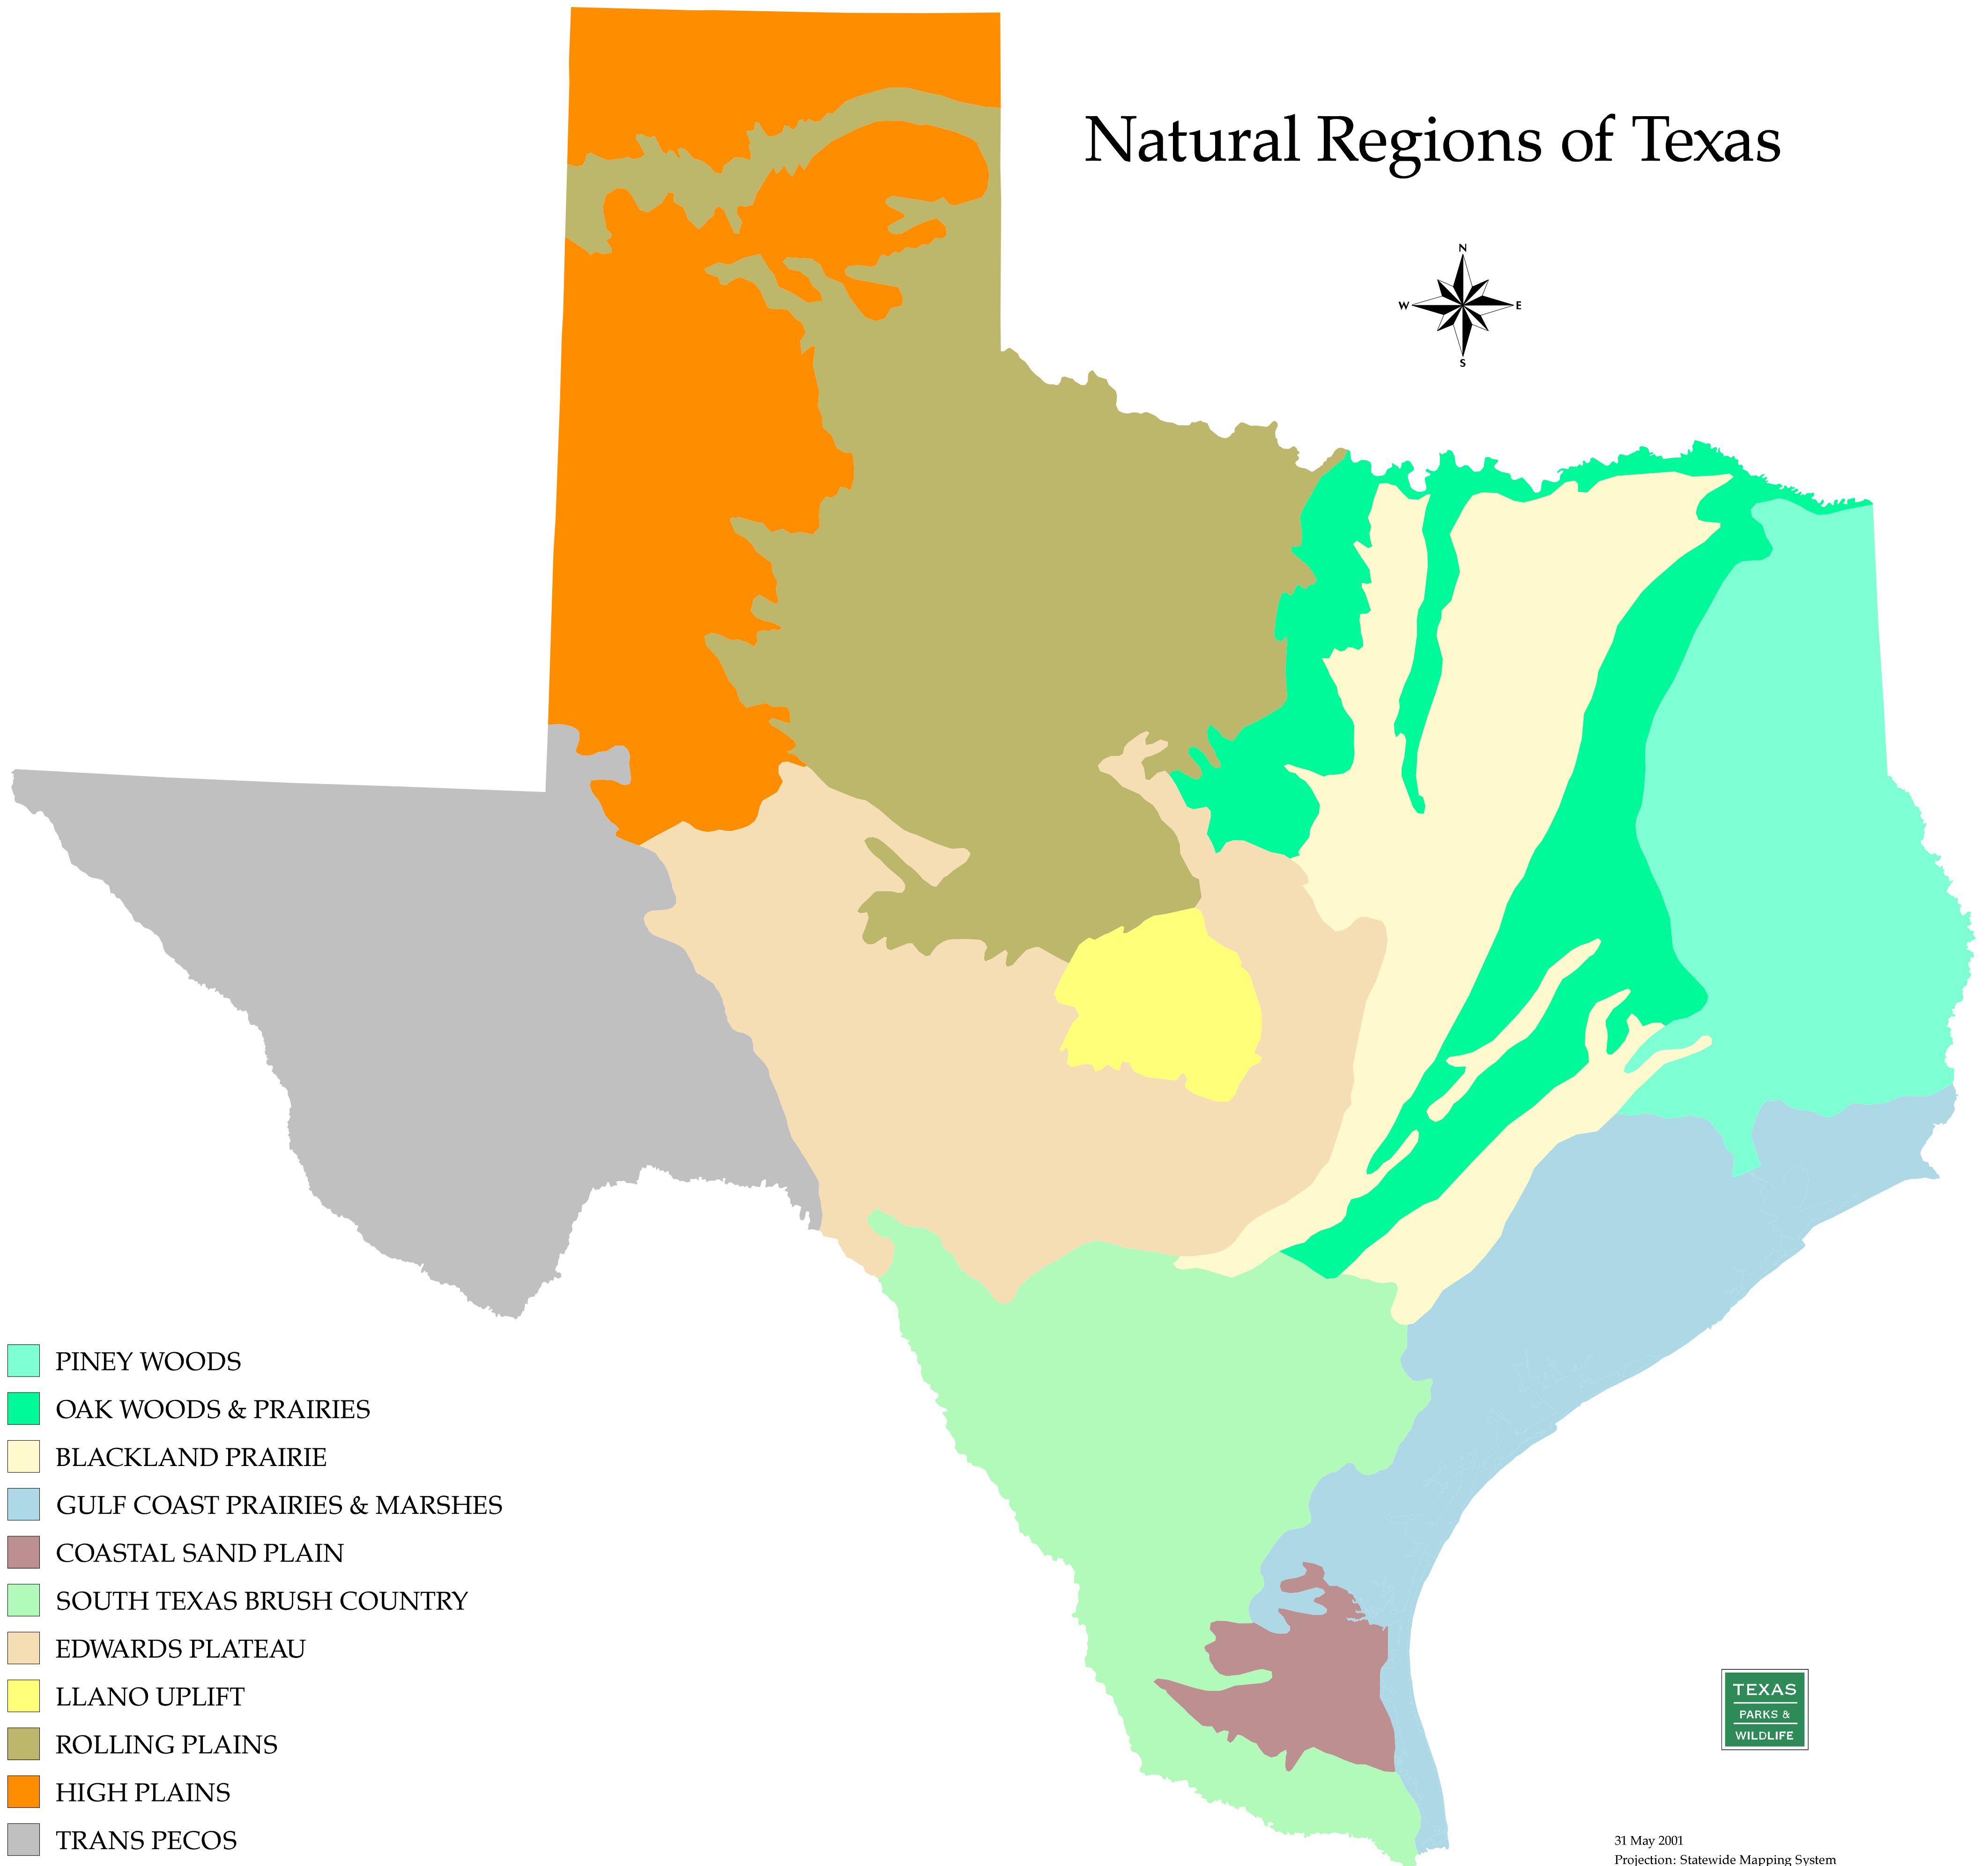 Natural Regions of Texas
N
W E
S
PINEY WOODS
OAK WOODS & PRAIRIES
BLACKLAND PRAIRIE
GULF COAST PRAIRIES & MARSHES
COASTAL SAND PLAIN
SOUTH TEXAS BRUSH COUNTRY
EDWARDS PLATEAU
LLANO UPLIFT
ROLLING PLAINS
HIGH PLAINS
TRANS PECOS
TEXAS
PARKS &
WILDLIFE
31 May 2001
Projection: Statewide Mapping System